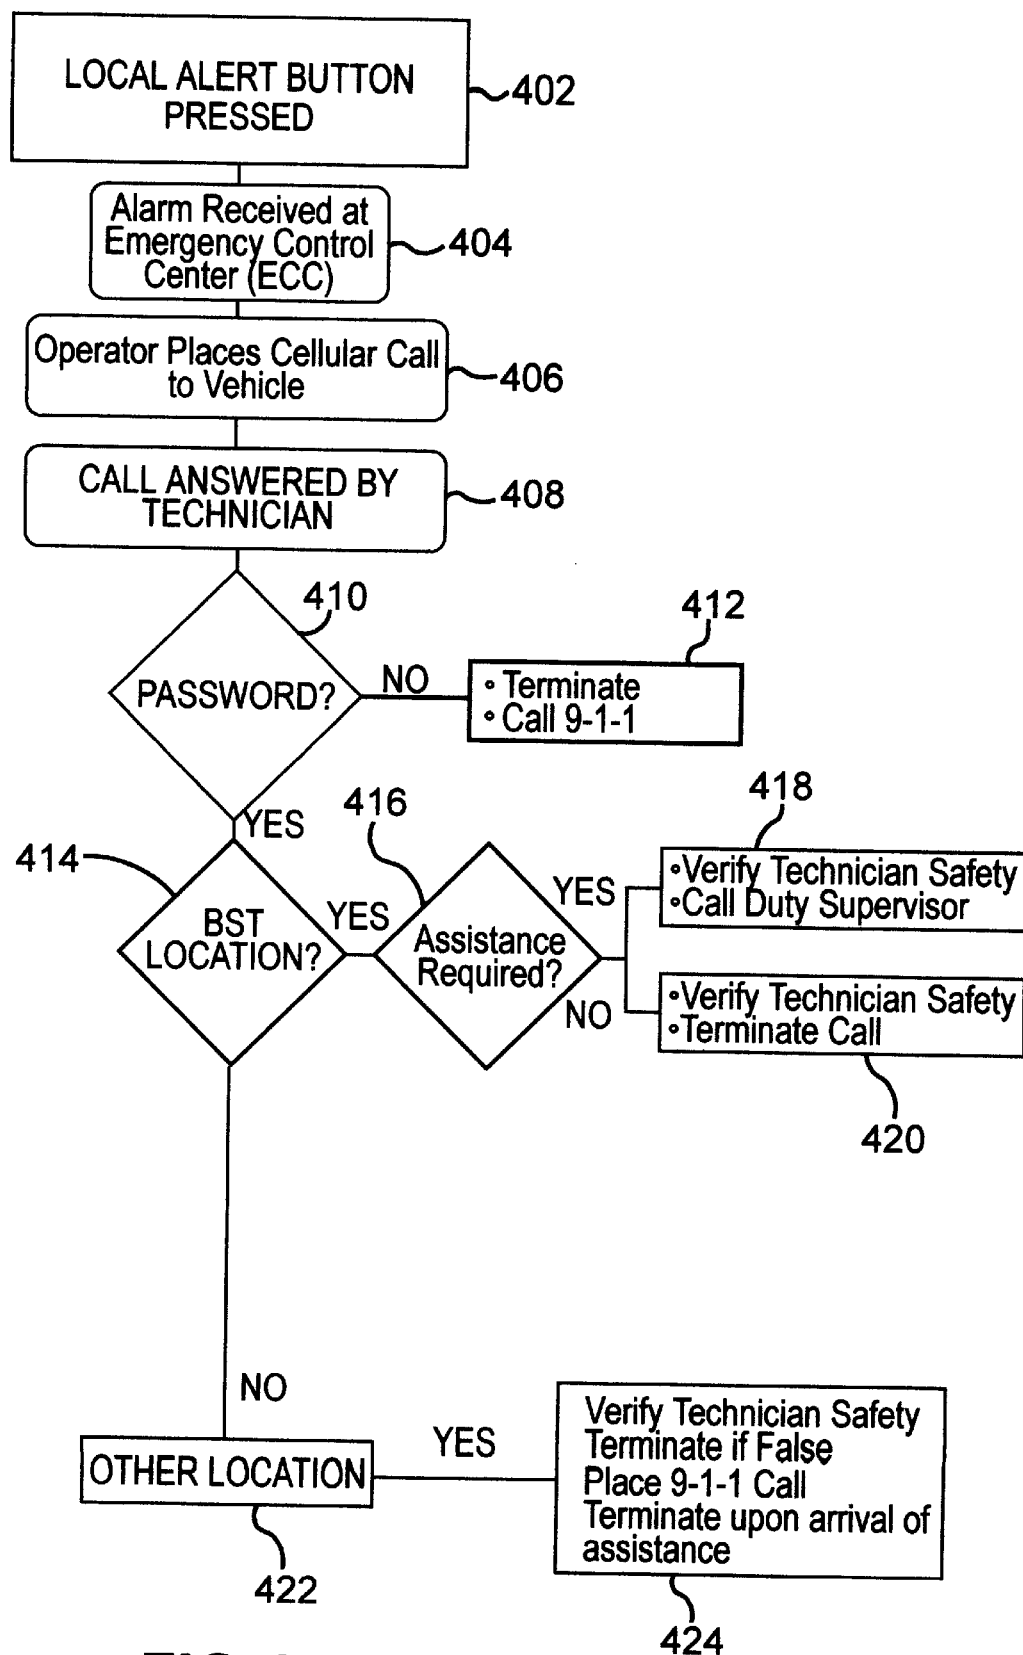 LOCAL ALERT BUTTON
PRESSED
402
Alarm Received at
Emergency Control
Center (ECC)
404
Operator Places Cellular Call
to Vehicle
406
CALL ANSWERED BY
TECHNICIAN
408
410
PASSWORD?
NO
412
• Terminate
• Call 9-1-1
YES
414
BST
LOCATION?
YES
416
Assistance
Required?
YES
418
•Verify Technician Safety
•Call Duty Supervisor
NO
•Verify Technician Safety
•Terminate Call
420
NO
OTHER LOCATION
422
YES
Verify Technician Safety
Terminate if False
Place 9-1-1 Call
Terminate upon arrival of
assistance
424